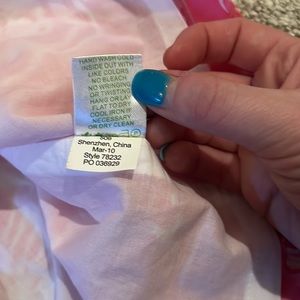 HAND WASH COLD
INSIDE OUT WITH
LIKE COLORS
NO BLEACH
NO WRINGING
OR TWISTING
HANG OR LAY
FLAT TO DRY
COOL IRON IF
NECESSARY
OR DRY CLEAN
Shenzhen, China
Mar-10
Style 78232
PO 036929